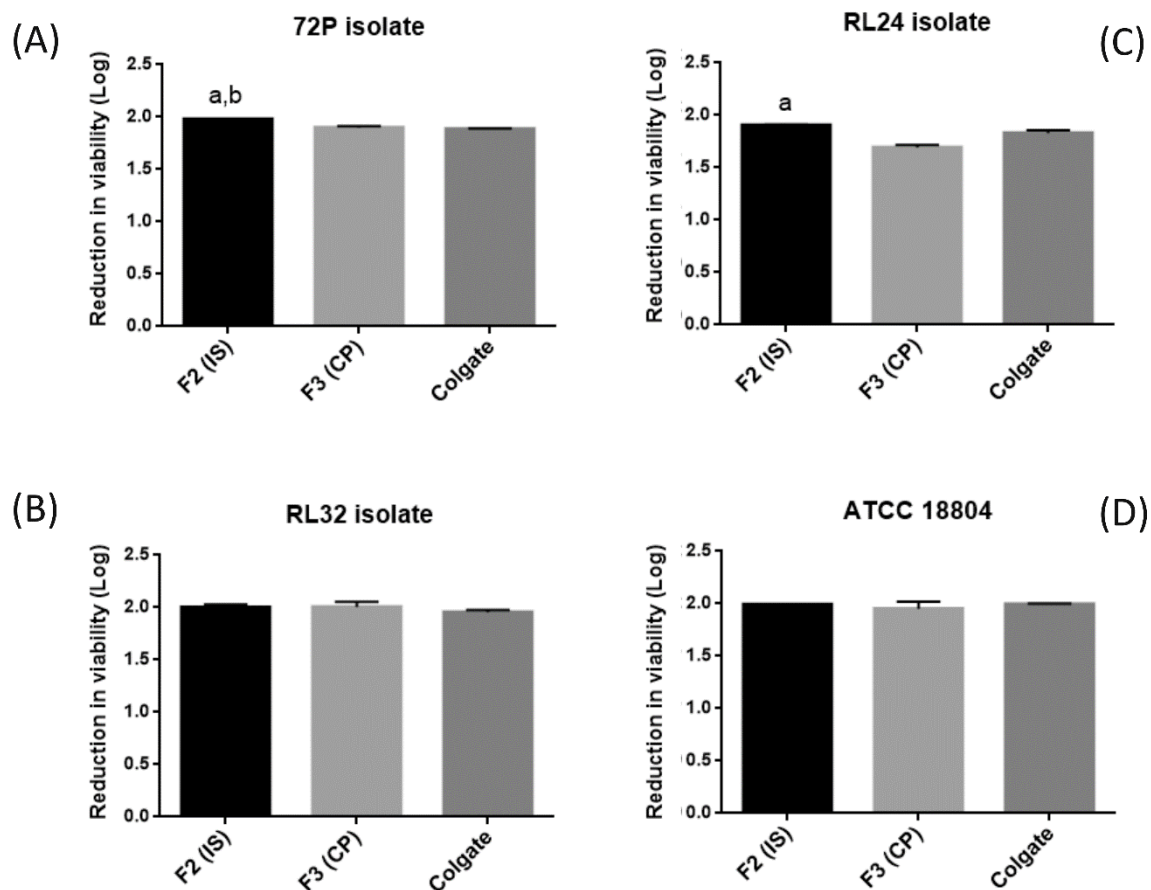 (A)
72P isolate
Reduction in viability (Log)
2.5
2.0
1.5
1.0
0.5
0.0
a,b
F2 (IS)
F3 (CP)
Colgate
(C)
RL24 isolate
Reduction in viability (Log)
2.5
2.0
1.5
1.0
0.5
0.0
a
F2 (IS)
F3 (CP)
Colgate
(B)
RL32 isolate
Reduction in viability (Log)
2.5
2.0
1.5
1.0
0.5
0.0
F2 (IS)
F3 (CP)
Colgate
(D)
ATCC 18804
Reduction in viability (Log)
2.5
2.0
1.5
1.0
0.5
0.0
F2 (IS)
F3 (CP)
Colgate